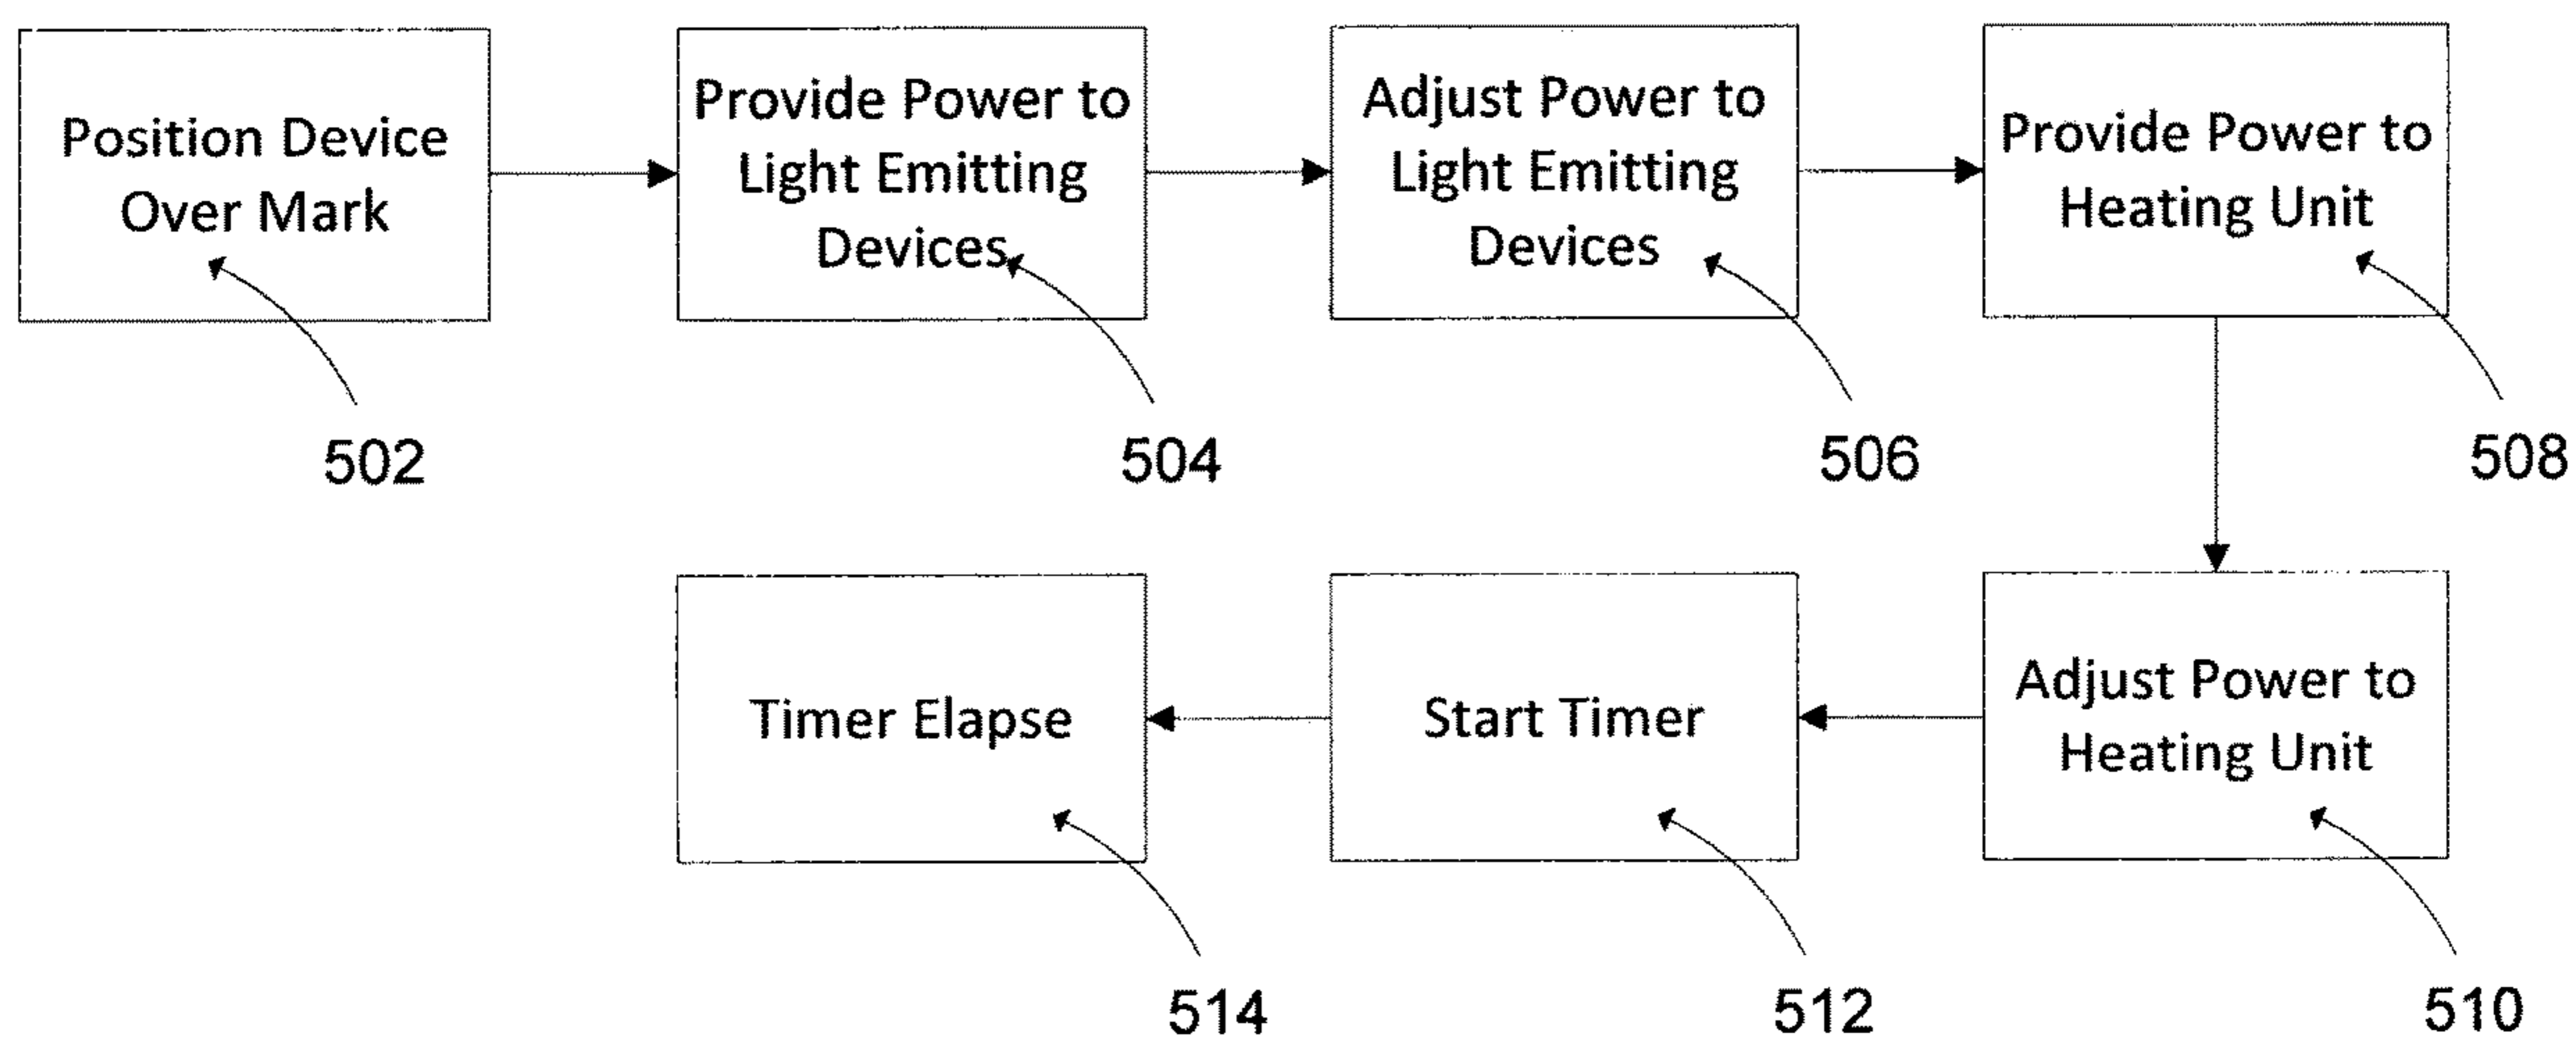 Position Device
Over Mark
Provide Power to
Light Emitting
Devices
Adjust Power to
Light Emitting
Devices
Provide Power to
Heating Unit
502
504
506
508
Timer Elapse
Start Timer
Adjust Power to
Heating Unit
514
512
510